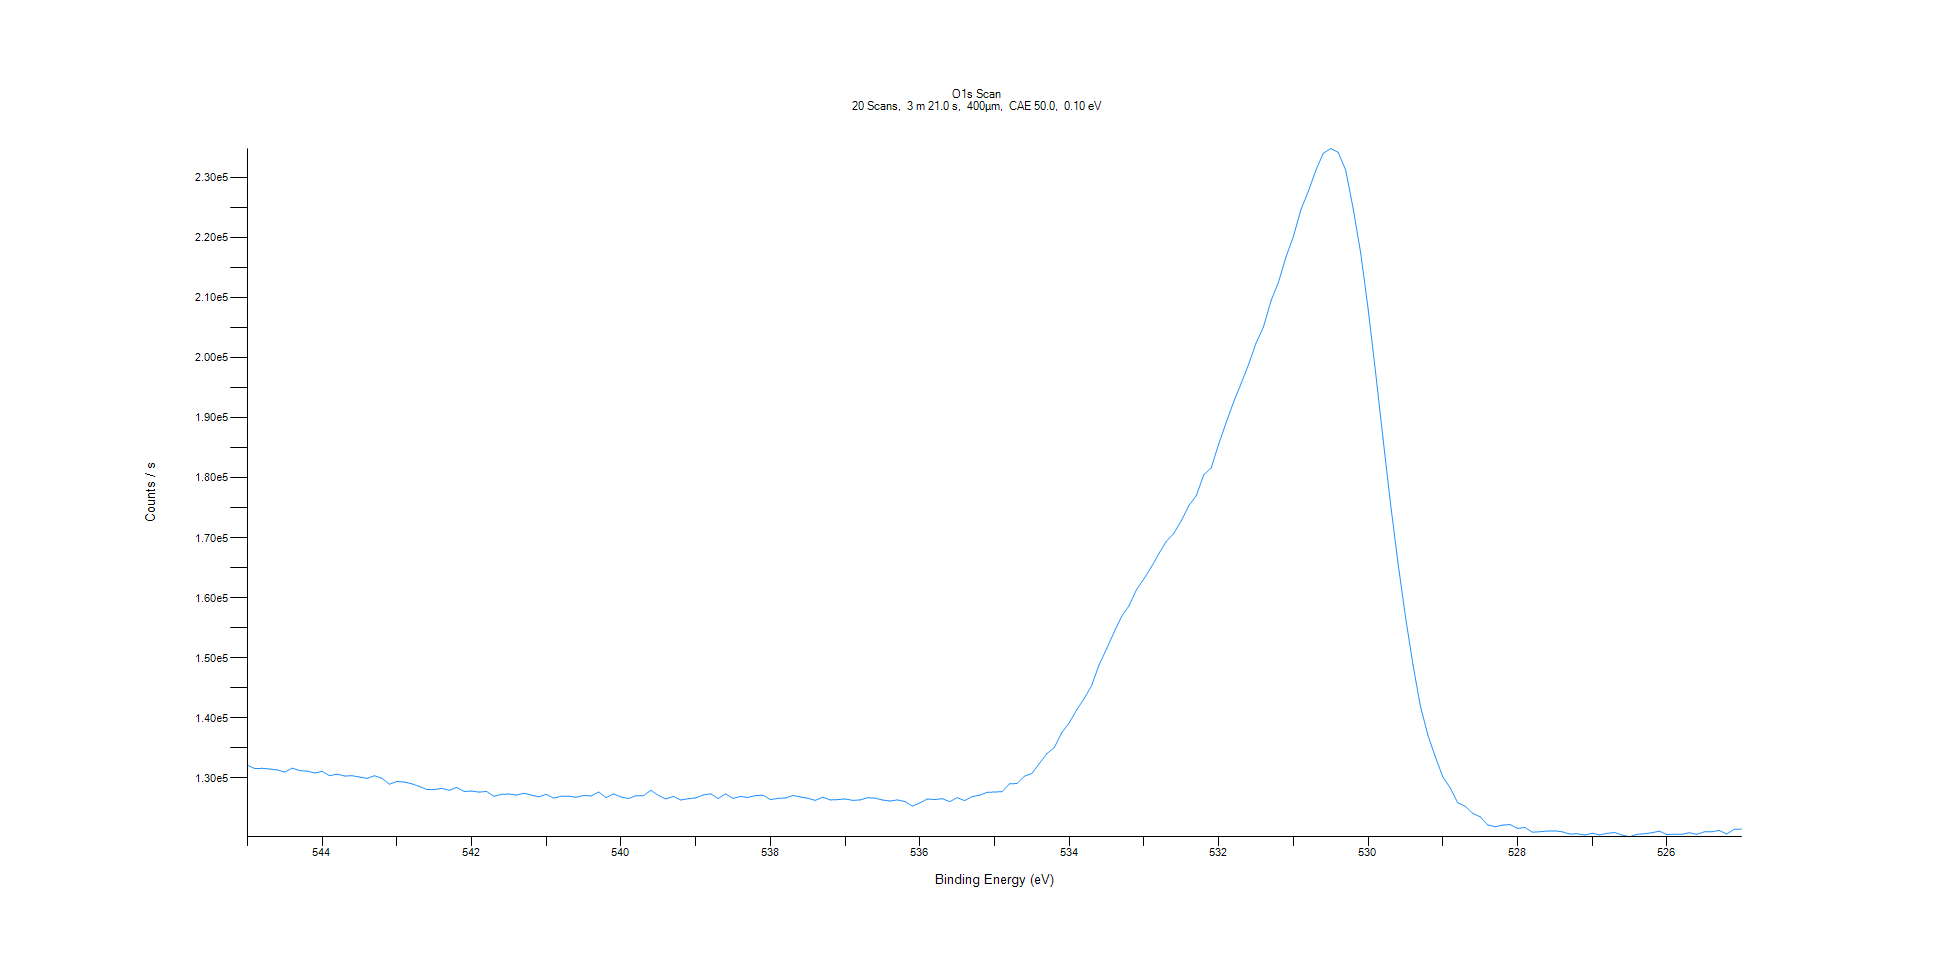 O1s Scan
20 Scans, 3 m 21.0 s, 400µm, CAE 50.0, 0.10 eV
2.30e5
2.20e5
2.10e5
2.00e5
1.90e5
1.80e5
1.70e5
1.60e5
1.50e5
1.40e5
1.30e5
Counts / s
544 542 540 538 536 534 532 530 528 526
Binding Energy (eV)